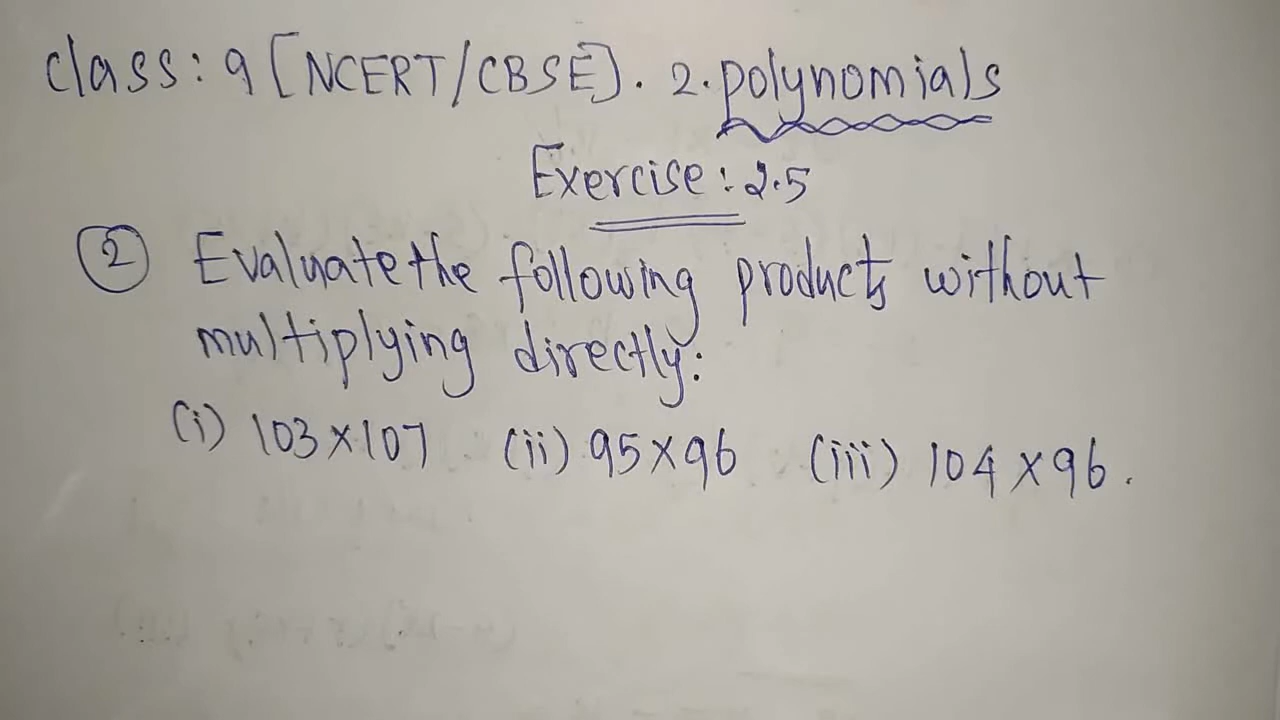 class: 9 [NCERT/CBSE]. 2. polynomials
Exercise: 2.5
2 Evaluate the following products without
multiplying directly:
(i) 103×107 (ii) 95×96 (iii) 104×96.